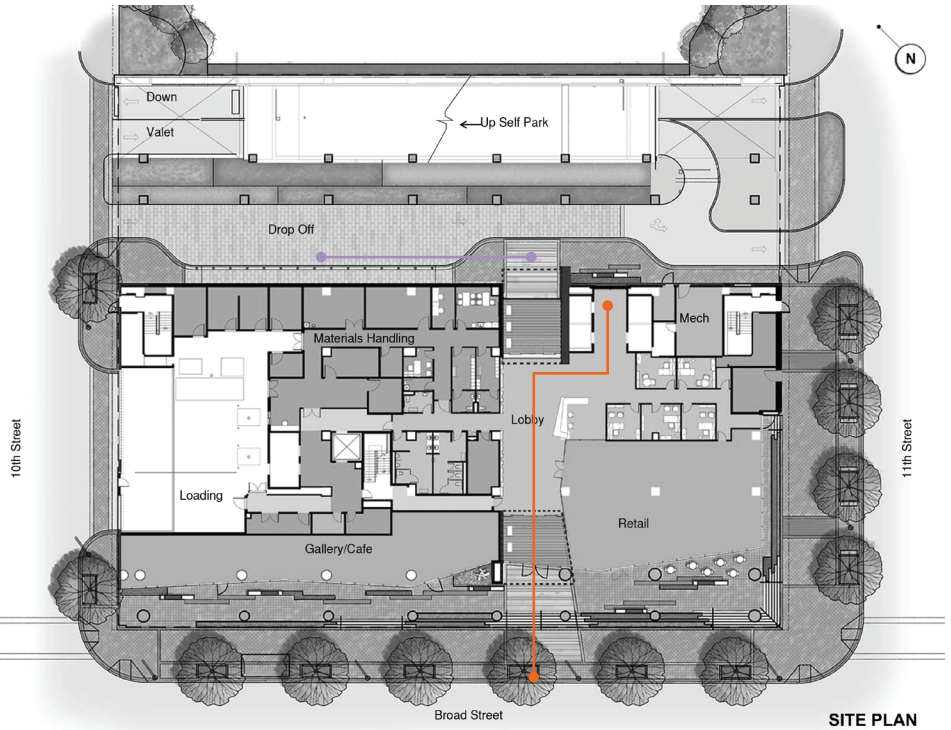 N
Down
Valet
Up Self Park
Drop Off
Materials Handling
Mech
Lobby
10th Street
11th Street
Loading
Retail
Gallery/Cafe
Broad Street
SITE PLAN